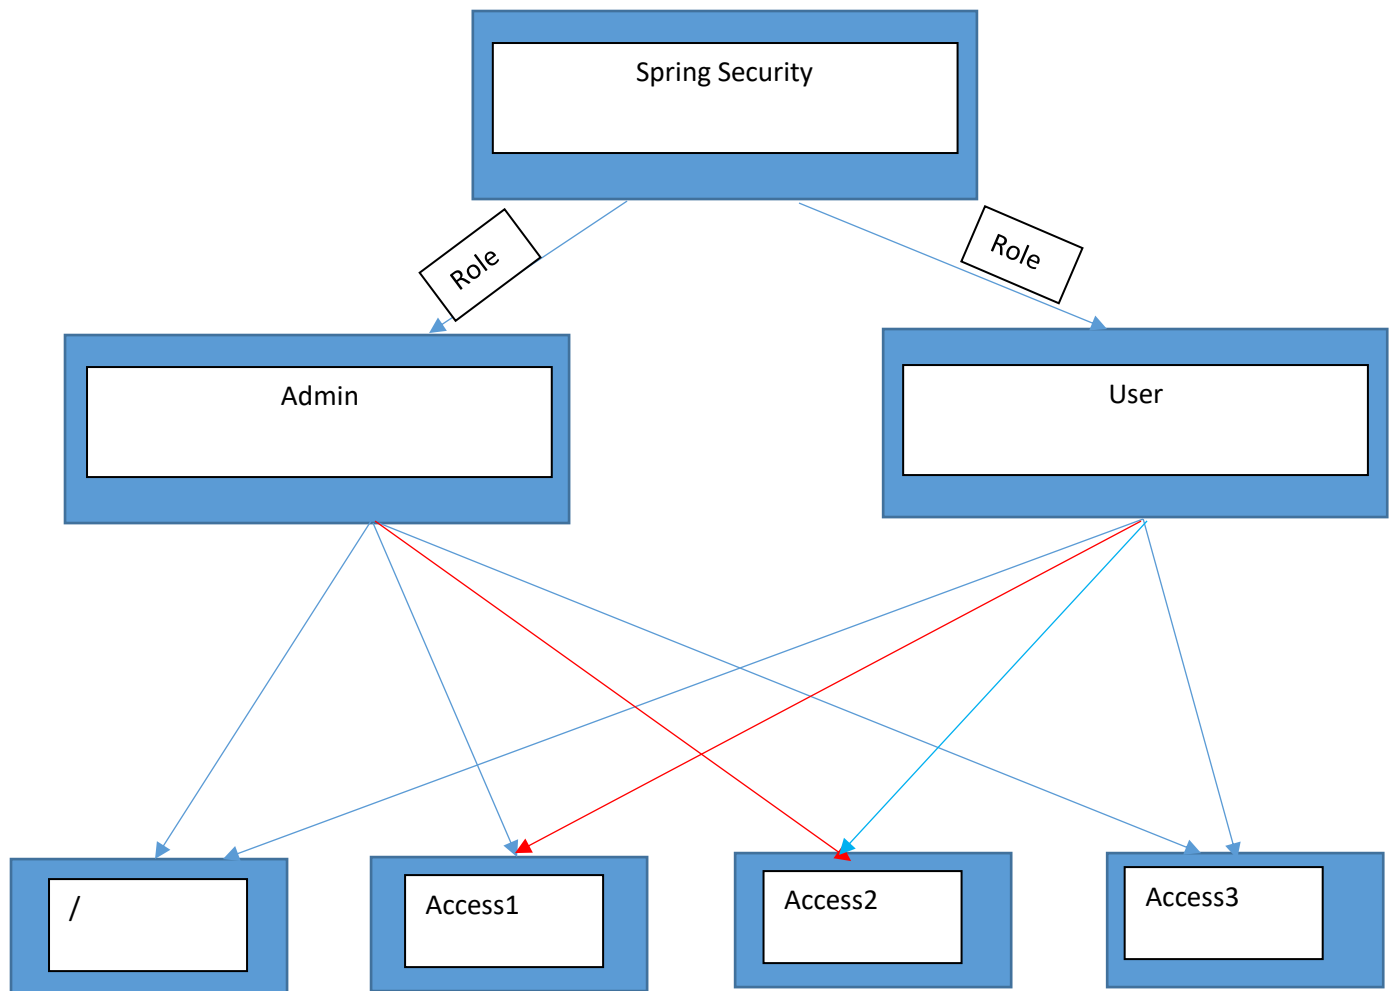 Spring Security
Role
Role
Admin
User
/
Access1
Access2
Access3